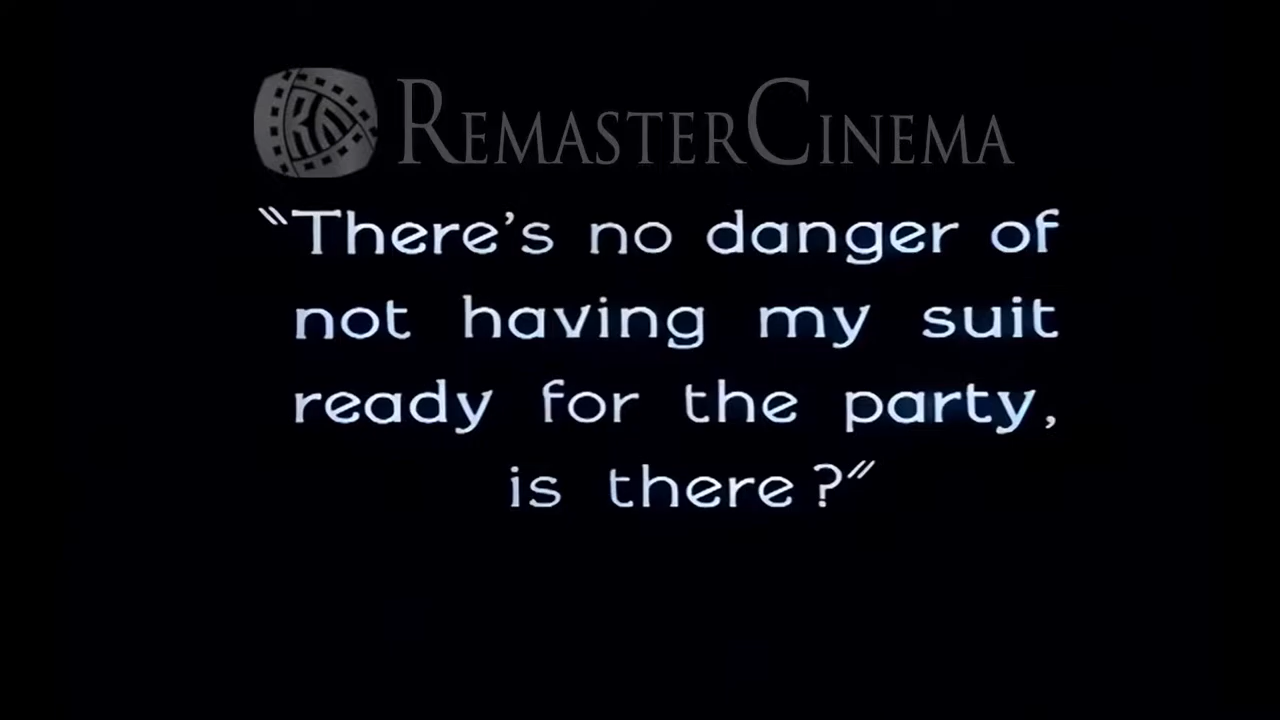 REMASTERCINEMA
“There’s no danger of
not having my suit
ready for the party,
is there?”